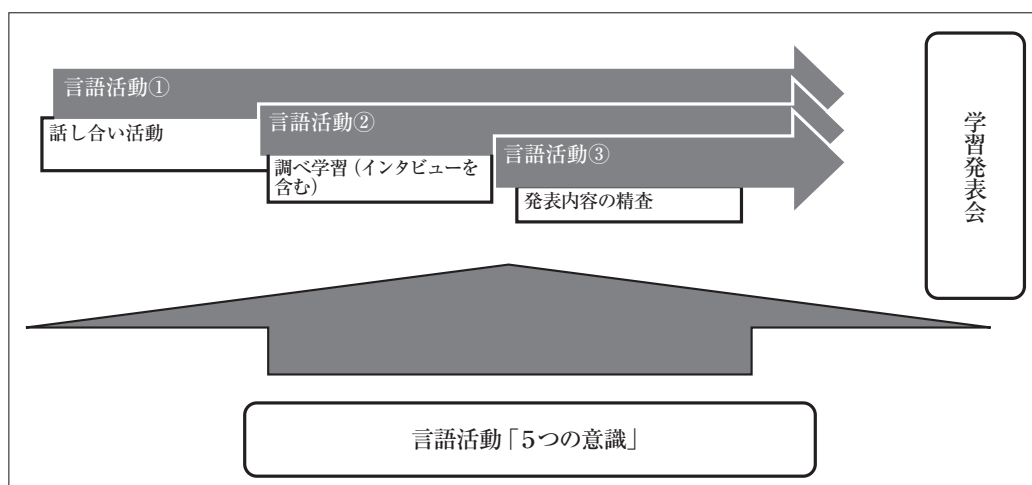 言語活動①
話し合い活動
言語活動②
調べ学習（インタビューを
含む）
言語活動③
発表内容の精査
学習発表会
言語活動「5つの意識」